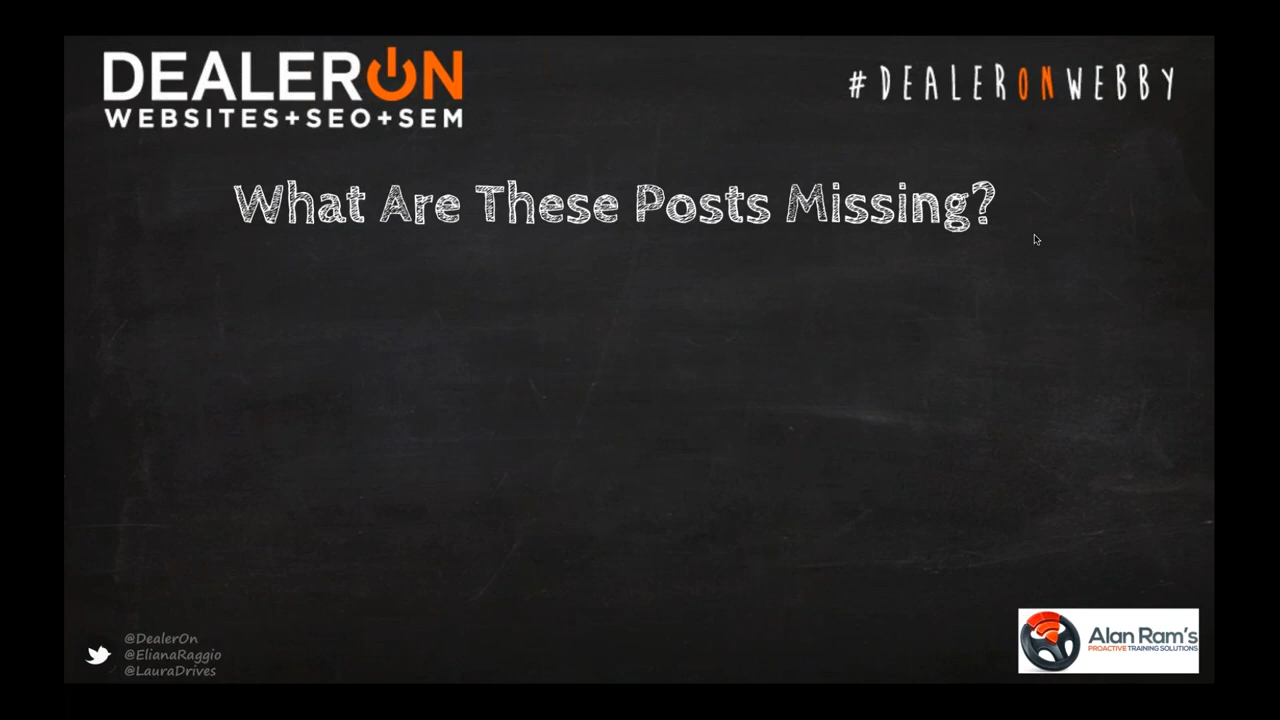 DEALERON
WEBSITES+SEO+SEM
#DEALERONWEBBY
What Are These Posts Missing?
@DealerOn
@ElianaRaggio
@LauraDrives
Alan Ram's
PROACTIVE TRAINING SOLUTIONS